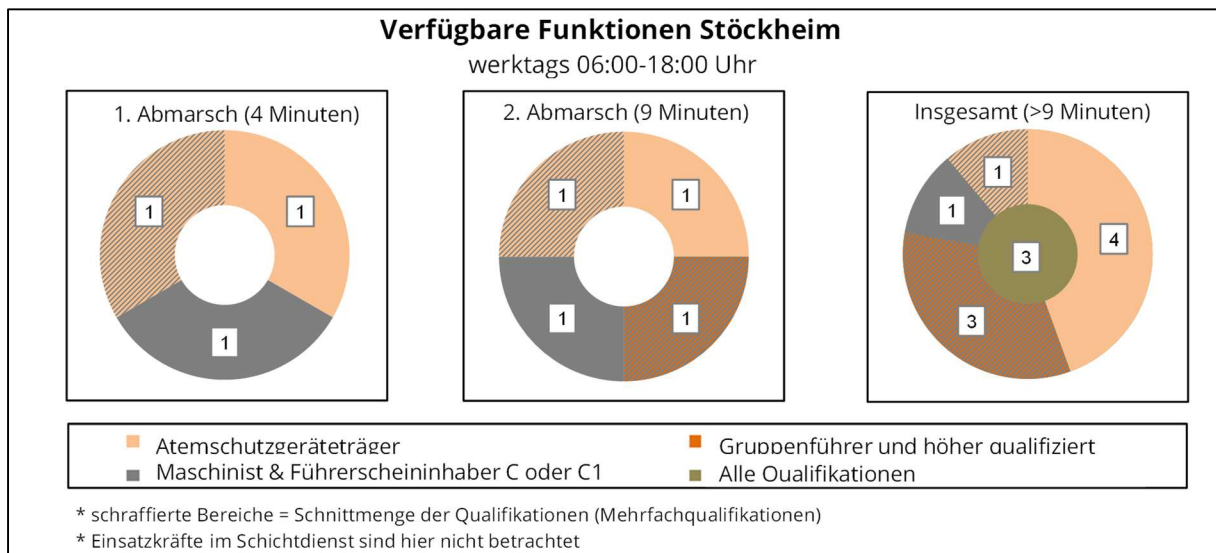 Verfügbare Funktionen Stöckheim
werktags 06:00-18:00 Uhr
1. Abmarsch (4 Minuten)
1
1
1
2. Abmarsch (9 Minuten)
1
1
1
1
Insgesamt (>9 Minuten)
1
1
4
3
3
Atemschutzgeräteträger
Maschinist & Führerscheininhaber C oder C1
Gruppenführer und höher qualifiziert
Alle Qualifikationen
* schraffierte Bereiche = Schnittmenge der Qualifikationen (Mehrfachqualifikationen)
* Einsatzkräfte im Schichtdienst sind hier nicht betrachtet